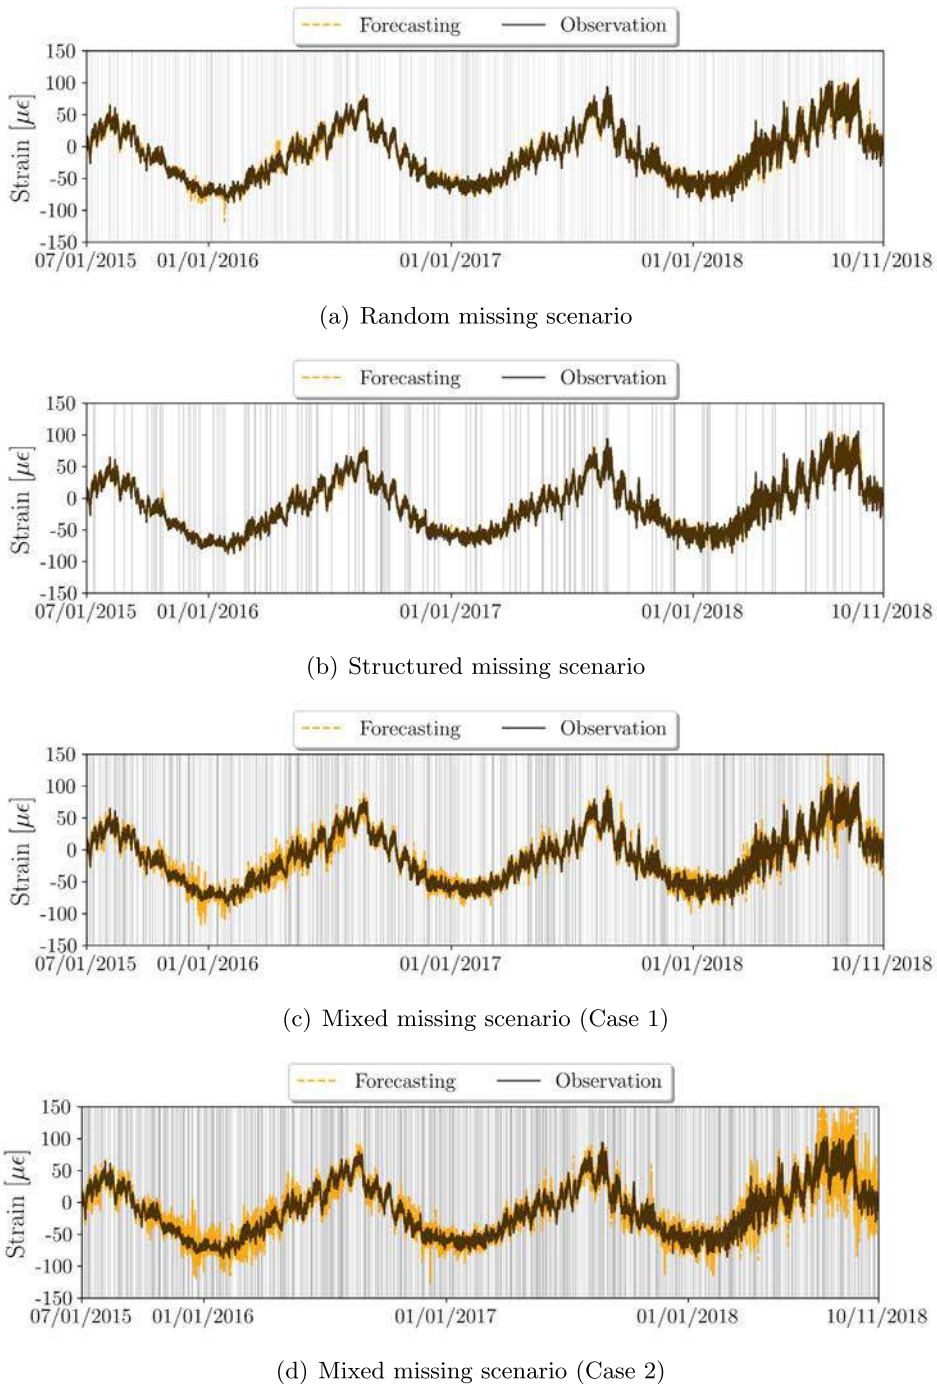 Forecasting Observation
150
100
50
0
-50
-100
-150
Strain [με]
07/01/2015 01/01/2016 01/01/2017 01/01/2018 10/11/2018
(a) Random missing scenario
Forecasting Observation
150
100
50
0
-50
-100
-150
Strain [με]
07/01/2015 01/01/2016 01/01/2017 01/01/2018 10/11/2018
(b) Structured missing scenario
Forecasting Observation
150
100
50
0
-50
-100
-150
Strain [με]
07/01/2015 01/01/2016 01/01/2017 01/01/2018 10/11/2018
(c) Mixed missing scenario (Case 1)
Forecasting Observation
150
100
50
0
-50
-100
-150
Strain [με]
07/01/2015 01/01/2016 01/01/2017 01/01/2018 10/11/2018
(d) Mixed missing scenario (Case 2)